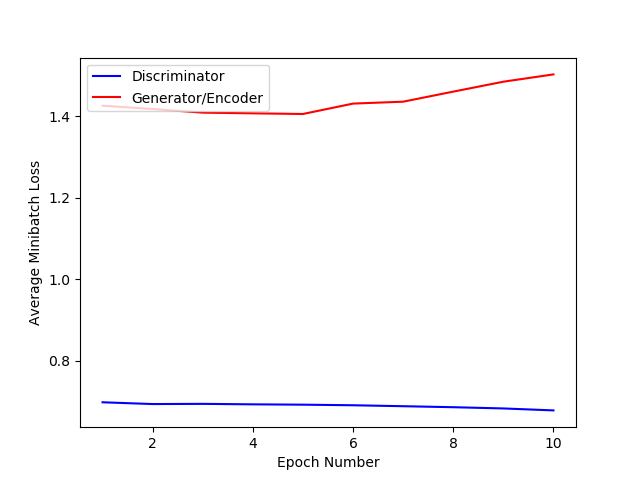 Discriminator
Generator/Encoder
1.4
1.2
1.0
0.8
Average Minibatch Loss
2 4 6 8 10
Epoch Number